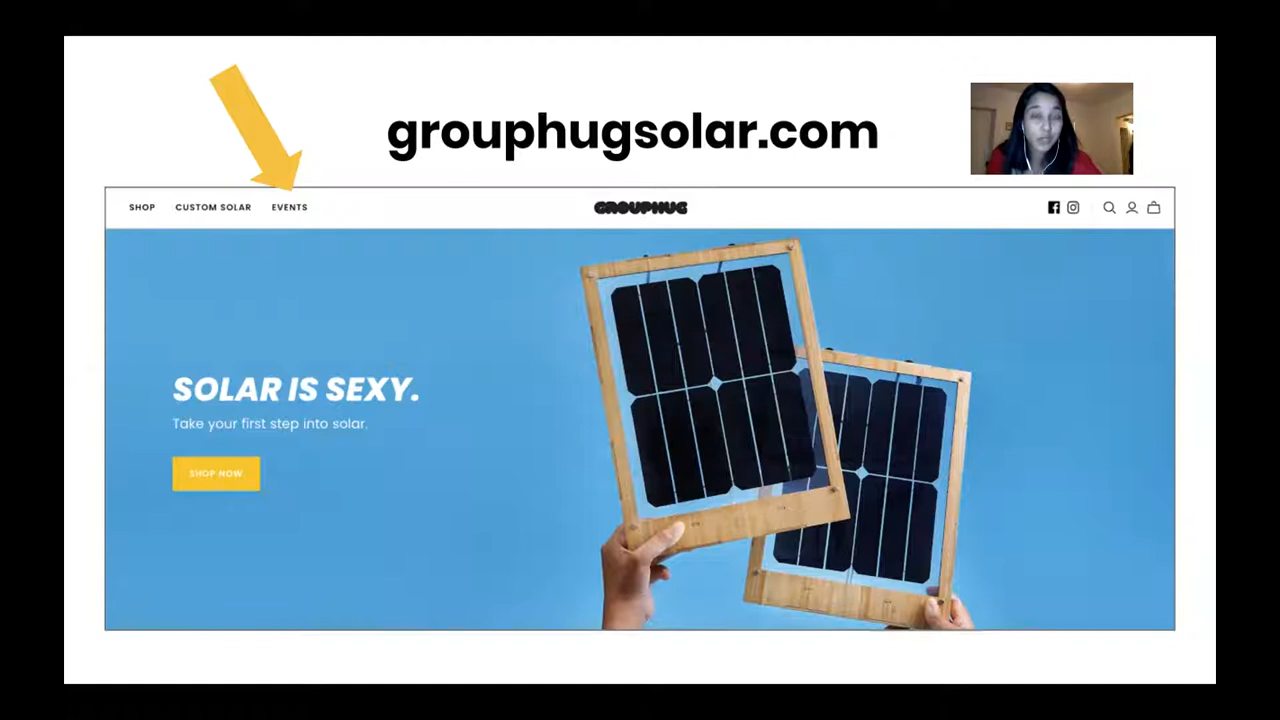 grouphugsolar.com
SHOP CUSTOM SOLAR EVENTS GROUPHUG
SOLAR IS SEXY.
Take your first step into solar.
SHOP NOW